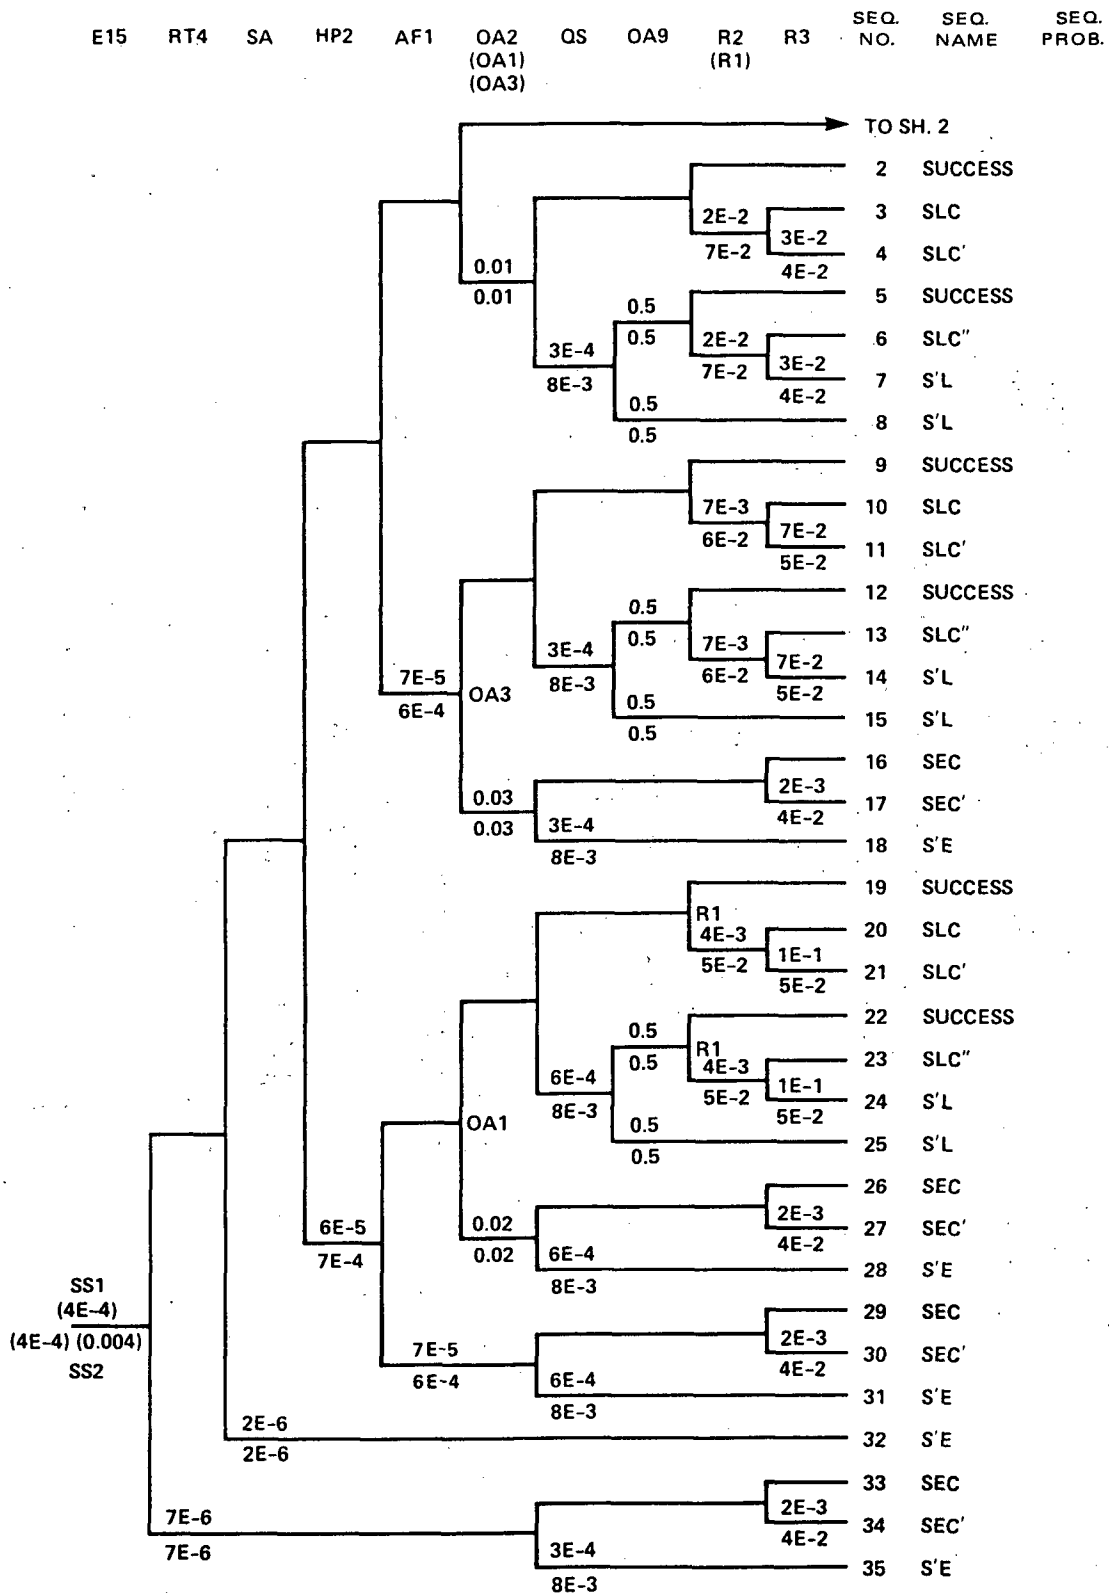 E15 RT4 SA HP2 AF1 OA2 QS OA9 R2 R3 SEQ. NO. SEQ. NAME SEQ. PROB.
(OA1) (R1)
(OA3)
TO SH. 2
2 SUCCESS
2E-2 3 SLC
7E-2 3E-2 4 SLC'
0.01 4E-2
0.01 5 SUCCESS
0.5
0.5 2E-2 6 SLC"
3E-4 7E-2 3E-2 7 S'L
8E-3 4E-2
0.5 8 S'L
0.5
9 SUCCESS
7E-3 10 SLC
6E-2 7E-2 11 SLC'
5E-2
12 SUCCESS
0.5
0.5 7E-3 13 SLC"
3E-4 6E-2 7E-2 14 S'L
7E-5 OA3 8E-3 5E-2
6E-4 0.5 15 S'L
0.5
16 SEC
0.03 2E-3 17 SEC'
0.03 3E-4 4E-2
8E-3 18 S'E
19 SUCCESS
R1
4E-3 20 SLC
5E-2 1E-1 21 SLC'
5E-2
22 SUCCESS
0.5
0.5 R1
4E-3 23 SLC"
6E-4 5E-2 1E-1 24 S'L
8E-3 5E-2
OA1 0.5 25 S'L
0.5
26 SEC
6E-5 0.02 2E-3 27 SEC'
7E-4 0.02 6E-4 4E-2
8E-3 28 S'E
SS1
(4E-4) 29 SEC
(4E-4) (0.004) 2E-3 30 SEC'
SS2 7E-5 4E-2
6E-4 6E-4 31 S'E
8E-3
2E-6 32 S'E
2E-6
33 SEC
7E-6 2E-3 34 SEC'
7E-6 3E-4 4E-2
8E-3 35 S'E